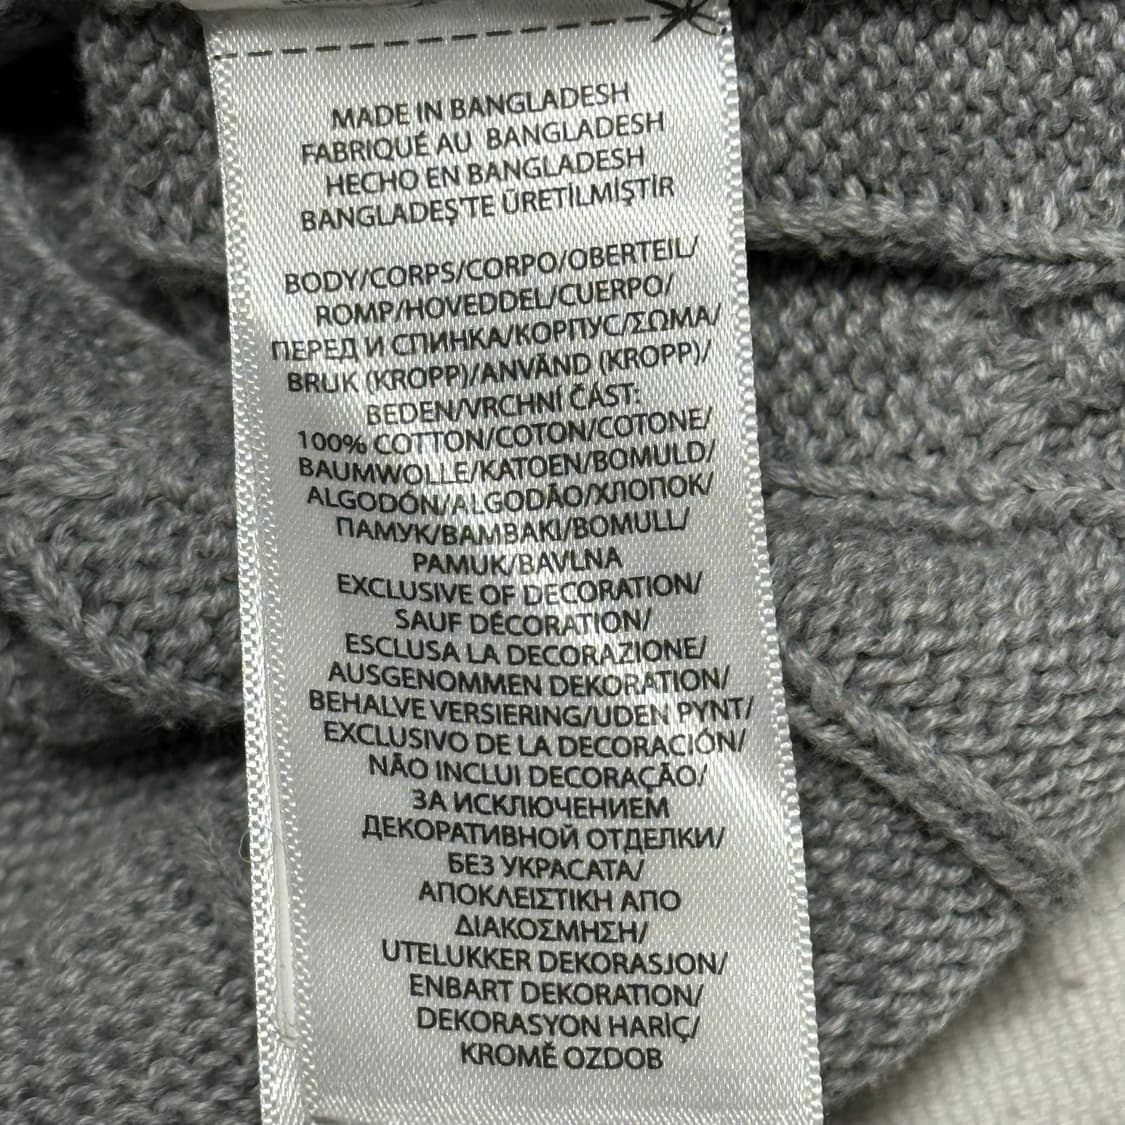 MADE IN BANGLADESH
FABRIQUÉ AU BANGLADESH
HECHO EN BANGLADESH
BANGLADEŞ'TE ÜRETİLMİŞTİR
BODY/CORPS/CORPO/OBERTEIL/
ROMP/HOVEDDEL/CUERPO/
ПЕРЕД И СПИНКА/КОРПУС/ΣΩΜΑ/
BRUK (KROPP)/ANVÄND (KROPP)/
BEDEN/VRCHNÍ ČÁST:
100% COTTON/COTON/COTONE/
BAUMWOLLE/KATOEN/BOMULD/
ALGODÓN/ALGODÃO/ХЛОПОК/
ПАМУК/ΒΑΜΒΑΚΙ/BOMULL/
PAMUK/BAVLNA
EXCLUSIVE OF DECORATION/
SAUF DÉCORATION/
ESCLUSA LA DECORAZIONE/
AUSGENOMMEN DEKORATION/
BEHALVE VERSIERING/UDEN PYNT/
EXCLUSIVO DE LA DECORACIÓN/
NÃO INCLUI DECORAÇÃO/
ЗА ИСКЛЮЧЕНИЕМ
ДЕКОРАТИВНОЙ ОТДЕЛКИ/
БЕЗ УКРАСАТА/
ΑΠΟΚΛΕΙΣΤΙΚΗ ΑΠΟ
ΔΙΑΚΟΣΜΗΣΗ/
UTELUKKER DEKORASJON/
ENBART DEKORATION/
DEKORASYON HARİÇ/
KROMĚ OZDOB